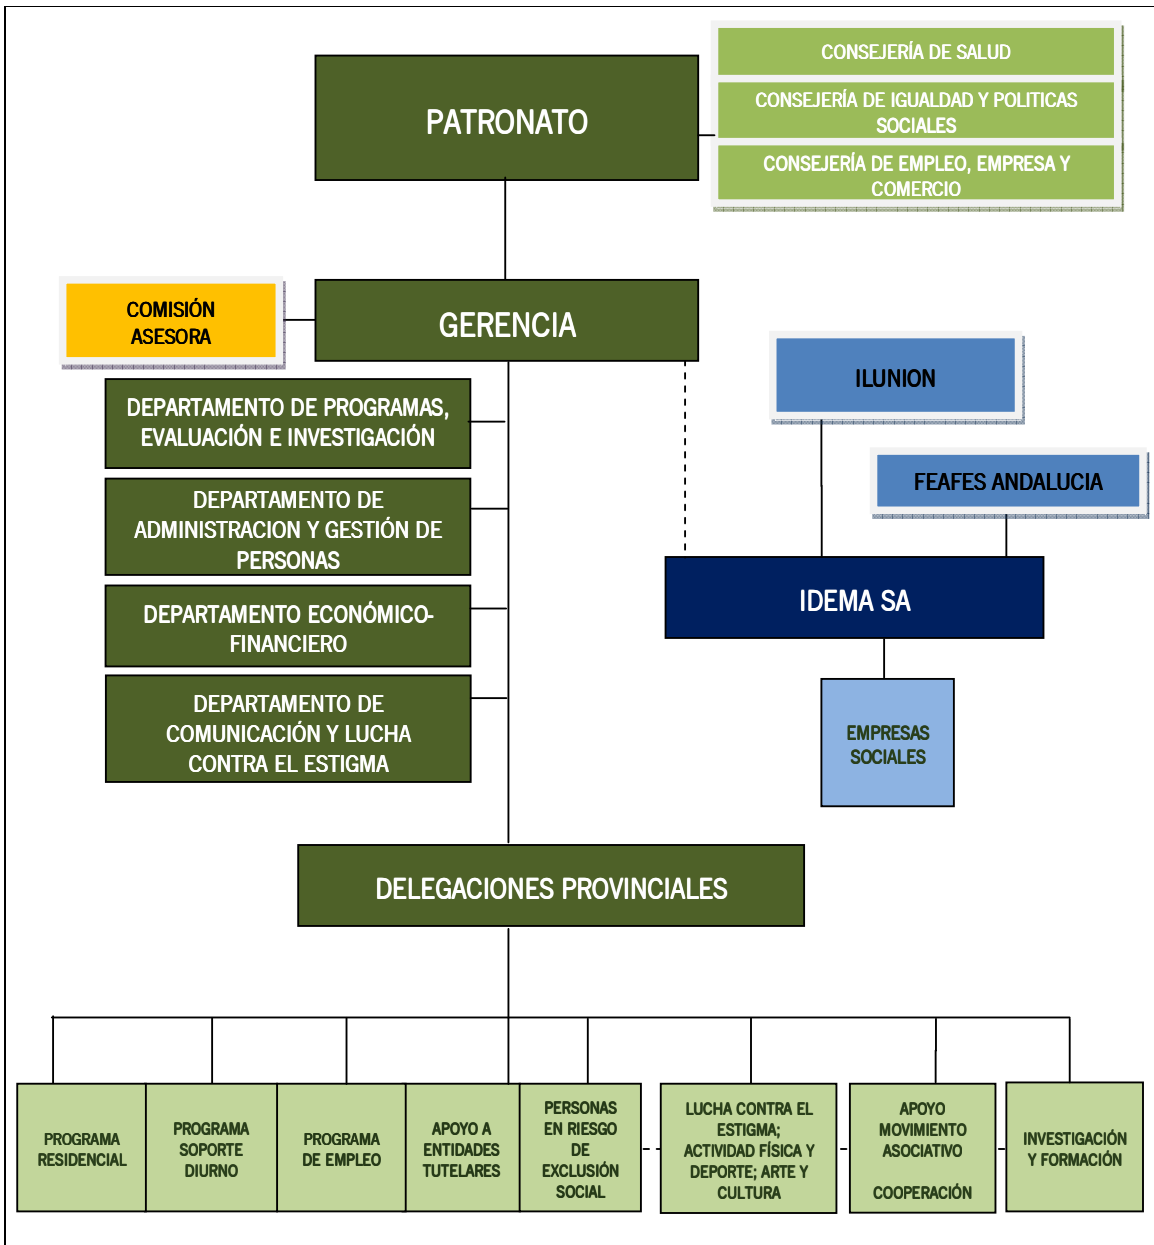 PATRONATO
CONSEJERÍA DE SALUD
CONSEJERÍA DE IGUALDAD Y POLITICAS
SOCIALES
CONSEJERÍA DE EMPLEO, EMPRESA Y
COMERCIO
COMISIÓN
ASESORA
GERENCIA
ILUNION
FEAFES ANDALUCIA
IDEMA SA
EMPRESAS
SOCIALES
DEPARTAMENTO DE PROGRAMAS,
EVALUACIÓN E INVESTIGACIÓN
DEPARTAMENTO DE
ADMINISTRACION Y GESTIÓN DE
PERSONAS
DEPARTAMENTO ECONÓMICO-
FINANCIERO
DEPARTAMENTO DE
COMUNICACIÓN Y LUCHA
CONTRA EL ESTIGMA
DELEGACIONES PROVINCIALES
PROGRAMA
RESIDENCIAL
PROGRAMA
SOPORTE
DIURNO
PROGRAMA
DE EMPLEO
APOYO A
ENTIDADES
TUTELARES
PERSONAS
EN RIESGO
DE
EXCLUSIÓN
SOCIAL
LUCHA CONTRA EL
ESTIGMA;
ACTIVIDAD FÍSICA Y
DEPORTE; ARTE Y
CULTURA
APOYO
MOVIMIENTO
ASOCIATIVO
COOPERACIÓN
INVESTIGACIÓN
Y FORMACIÓN